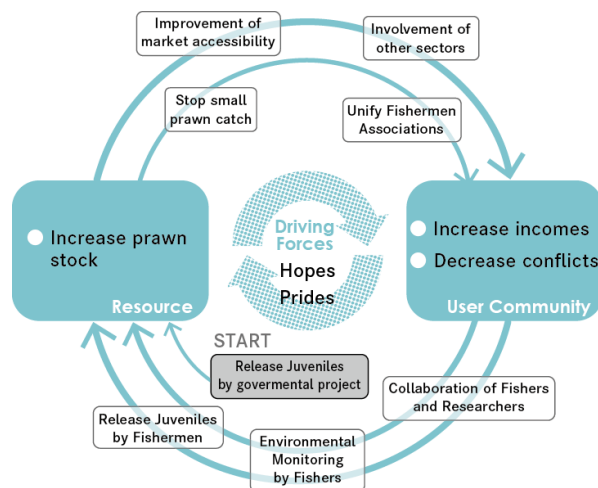 Improvement of
market accessibility
Involvement of
other sectors
Stop small
prawn catch
Unify Fishermen
Associations
Increase prawn
stock
Resource
Driving
Forces
Hopes
Prides
Increase incomes
Decrease conflicts
User Community
START
Release Juveniles
by govermental project
Release Juveniles
by Fishermen
Environmental
Monitoring
by Fishers
Collaboration of Fishers
and Researchers